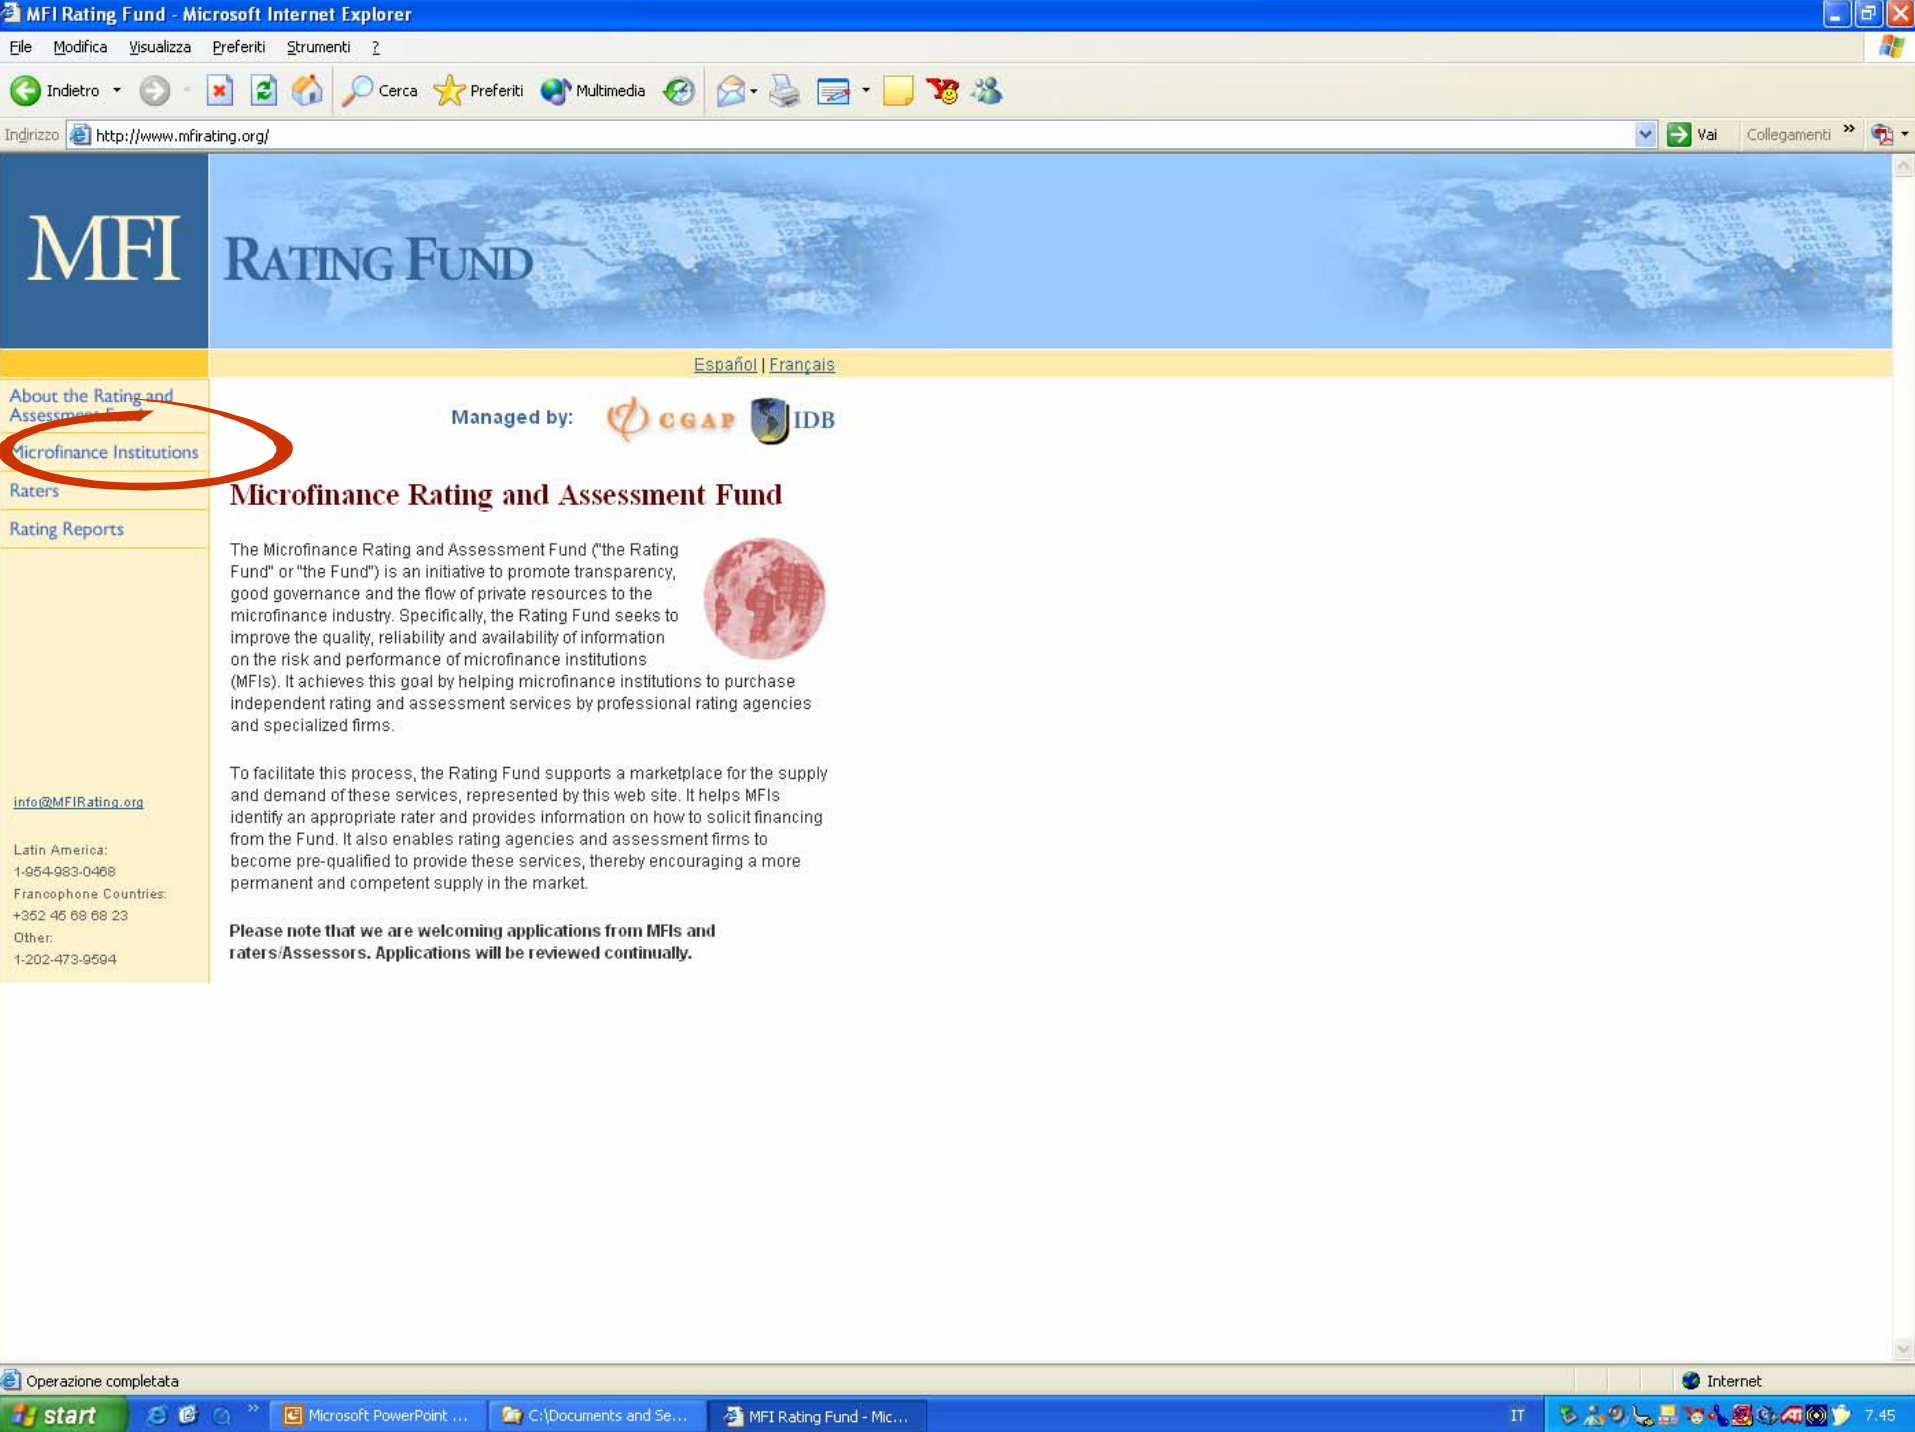 MFI Rating Fund - Microsoft Internet Explorer
File Modifica Visualizza Preferiti Strumenti ?
Indietro Cerca Preferiti Multimedia
Indirizzo http://www.mfirating.org/ Vai Collegamenti »
MFI RATING FUND
Español | Français
About the Rating and
Assessment Fund
Microfinance Institutions
Raters
Rating Reports
info@MFIRating.org
Latin America:
1-954-983-0468
Francophone Countries:
+352 45 68 68 23
Other:
1-202-473-9594
Managed by: CGAP IDB
Microfinance Rating and Assessment Fund
The Microfinance Rating and Assessment Fund ("the Rating
Fund" or "the Fund") is an initiative to promote transparency,
good governance and the flow of private resources to the
microfinance industry. Specifically, the Rating Fund seeks to
improve the quality, reliability and availability of information
on the risk and performance of microfinance institutions
(MFIs). It achieves this goal by helping microfinance institutions to purchase
independent rating and assessment services by professional rating agencies
and specialized firms.
To facilitate this process, the Rating Fund supports a marketplace for the supply
and demand of these services, represented by this web site. It helps MFIs
identify an appropriate rater and provides information on how to solicit financing
from the Fund. It also enables rating agencies and assessment firms to
become pre-qualified to provide these services, thereby encouraging a more
permanent and competent supply in the market.
Please note that we are welcoming applications from MFIs and
raters/Assessors. Applications will be reviewed continually.
Operazione completata Internet
start » Microsoft PowerPoint ... C:\Documents and Se... MFI Rating Fund - Mic... IT 7.45